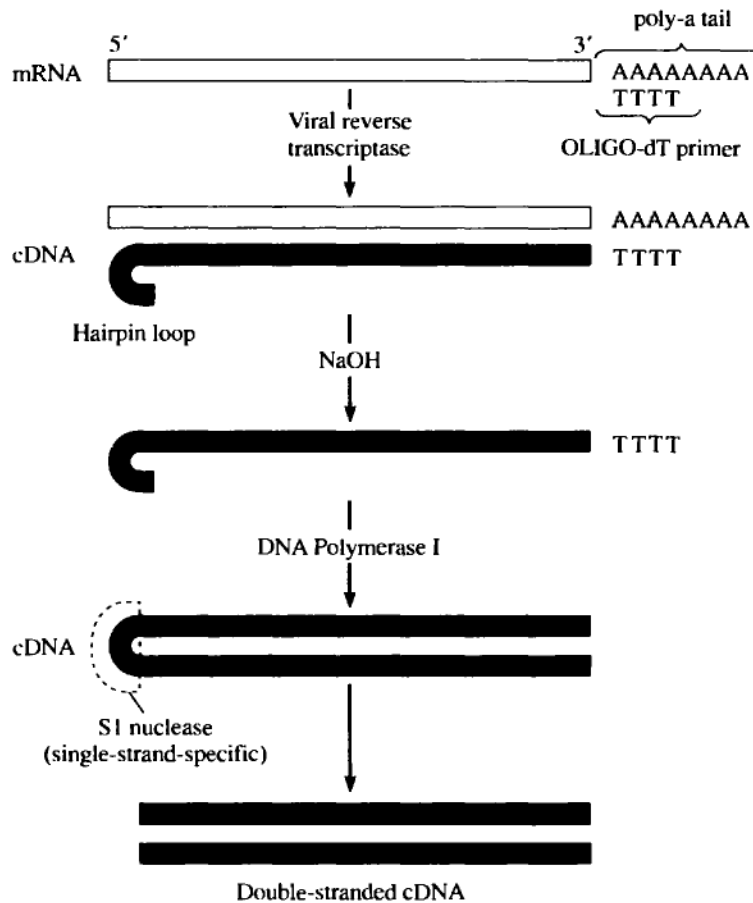 poly-a tail
5′ 3′
mRNA AAAAAAAA
TTTT
Viral reverse
transcriptase
OLIGO-dT primer
AAAAAAAA
cDNA TTTT
Hairpin loop
NaOH
TTTT
DNA Polymerase I
cDNA
S1 nuclease
(single-strand-specific)
Double-stranded cDNA